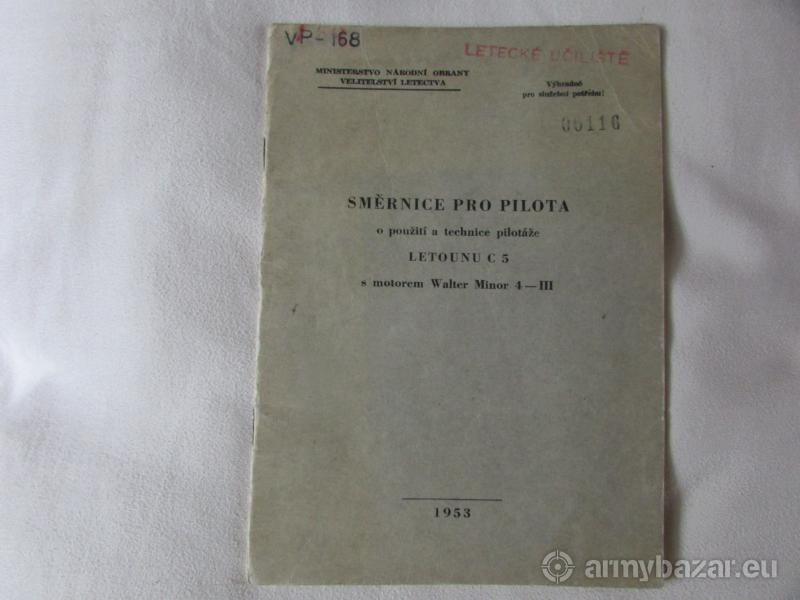 VP-168
LETECKÉ UČILIŠTĚ
MINISTERSTVO NÁRODNÍ OBRANY
VELITELSTVÍ LETECTVA
Výhradně
pro služební potřebu!
00116
SMĚRNICE PRO PILOTA
o použití a technice pilotáže
LETOUNU C 5
s motorem Walter Minor 4—III
1953
armybazar.eu